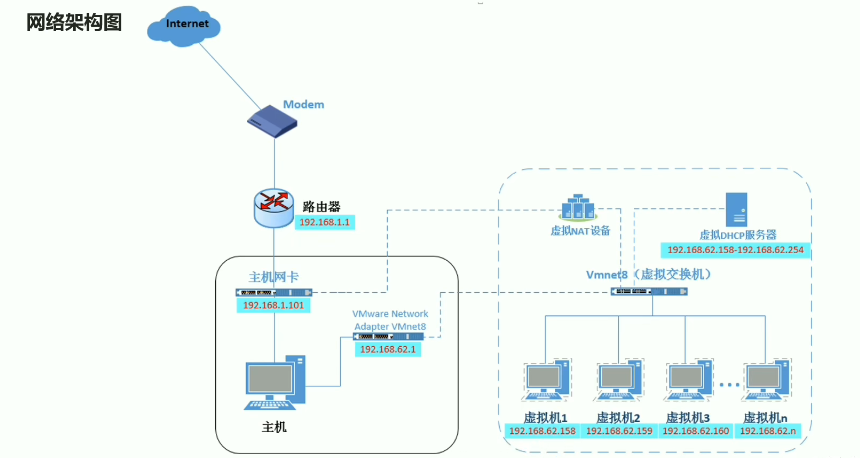 网络架构图
Internet
Modem
路由器
192.168.1.1
虚拟NAT设备
虚拟DHCP服务器
192.168.62.158-192.168.62.254
主机网卡
192.168.1.101
Vmnet8（虚拟交换机）
VMware Network
Adapter VMnet8
192.168.62.1
主机
虚拟机1
虚拟机2
虚拟机3
虚拟机n
192.168.62.158
192.168.62.159
192.168.62.160
192.168.62.n